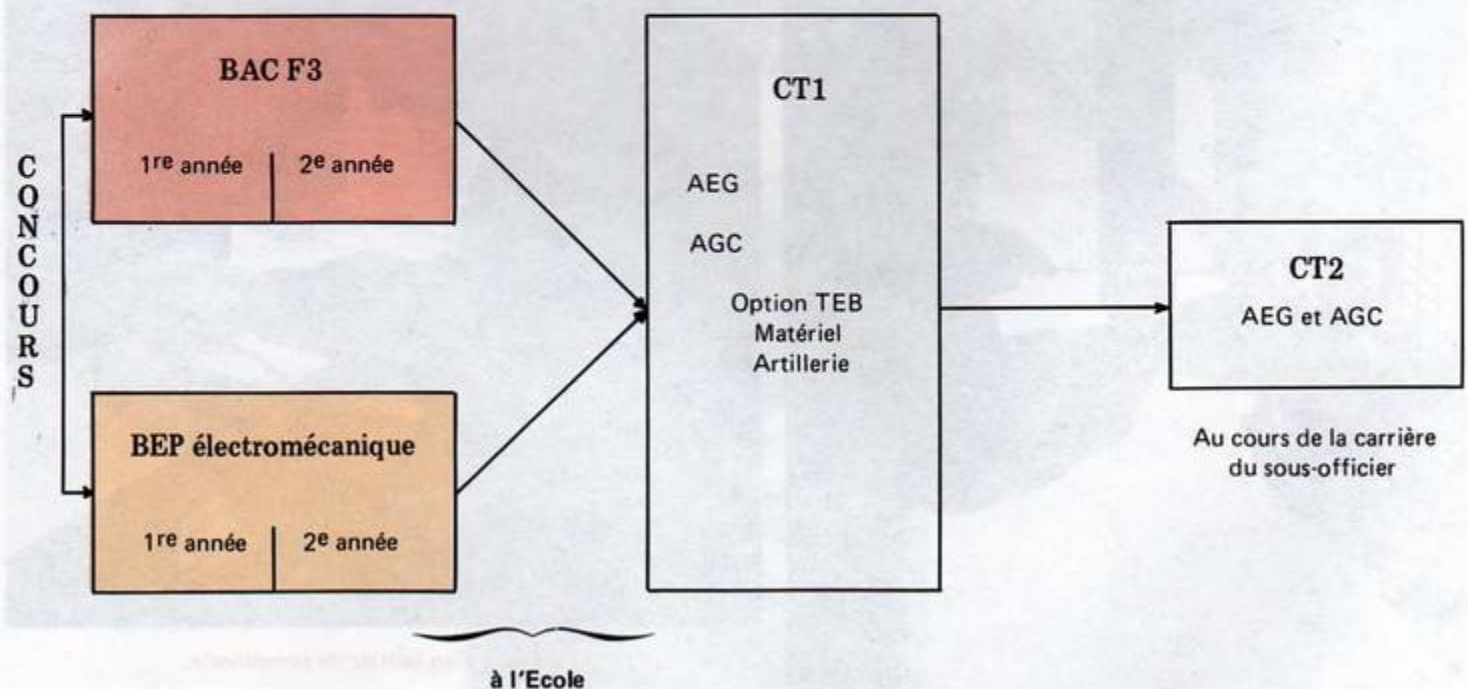 CONCOURS
BAC F3
1re année 2e année
BEP électromécanique
1re année 2e année
à l'Ecole
CT1
AEG
AGC
Option TEB
Matériel
Artillerie
CT2
AEG et AGC
Au cours de la carrière
du sous-officier